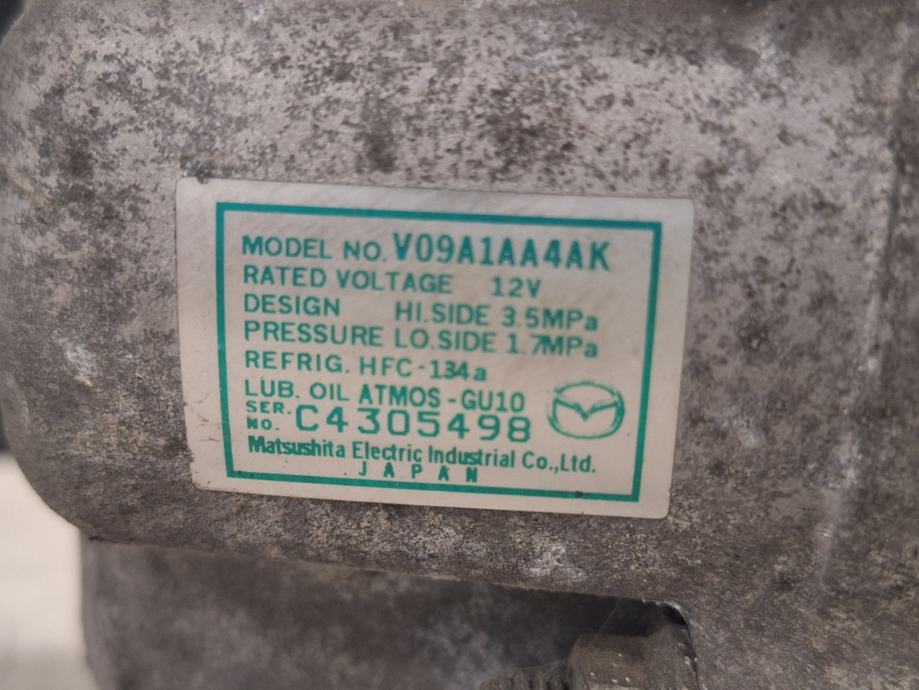 MODEL NO. V09A1AA4AK
RATED VOLTAGE 12V
DESIGN HI.SIDE 3.5MPa
PRESSURE LO.SIDE 1.7MPa
REFRIG. HFC-134a
LUB. OIL ATMOS-GU10
SER. NO. C4305498
Matsushita Electric Industrial Co.,Ltd.
JAPAN